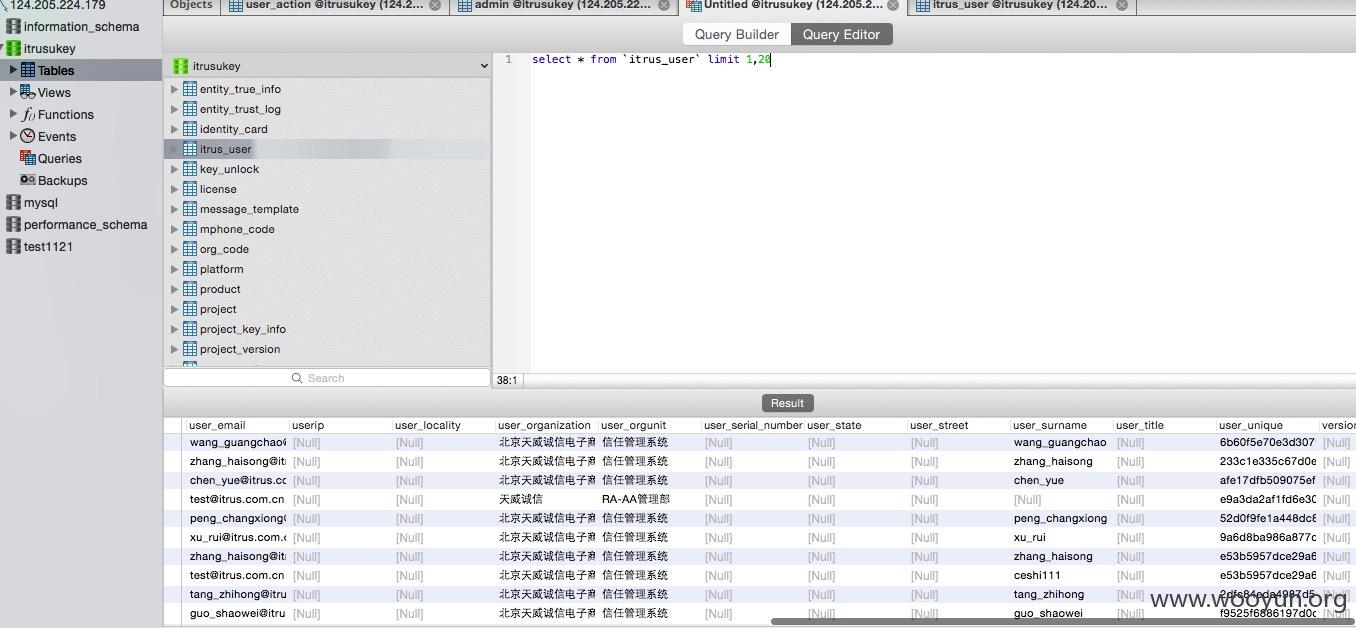 124.205.224.179
information_schema
itrusukey
Tables
Views
Functions
Events
Queries
Backups
mysql
performance_schema
test1121
Objects
user_action @itrusukey (124.2...
admin @itrusukey (124.205.22...
Untitled @itrusukey (124.205.2...
itrus_user @itrusukey (124.20...
Query Builder
Query Editor
itrusukey
entity_true_info
entity_trust_log
identity_card
itrus_user
key_unlock
license
message_template
mphone_code
org_code
platform
product
project
project_key_info
project_version
Search
1 select * from `itrus_user` limit 1,20
38:1
Result
user_email userip user_locality user_organization user_orgunit user_serial_number user_state user_street user_surname user_title user_unique version
wang_guangchao@ [Null] [Null] 北京天威诚信电子商 信任管理系统 [Null] [Null] [Null] wang_guangchao [Null] 6b60f5e70e3d307 [Null]
zhang_haisong@it [Null] [Null] 北京天威诚信电子商 信任管理系统 [Null] [Null] [Null] zhang_haisong [Null] 233c1e335c67d0e [Null]
chen_yue@itrus.cc [Null] [Null] 北京天威诚信电子商 信任管理系统 [Null] [Null] [Null] chen_yue [Null] afe17dfb509075ef [Null]
test@itrus.com.cn [Null] [Null] 天威诚信 RA-AA管理部 [Null] [Null] [Null] [Null] [Null] e9a3da2af1fd6e30 [Null]
peng_changxiong@ [Null] [Null] 北京天威诚信电子商 信任管理系统 [Null] [Null] [Null] peng_changxiong [Null] 52d0f9fe1a448dc8 [Null]
xu_rui@itrus.com. [Null] [Null] 北京天威诚信电子商 信任管理系统 [Null] [Null] [Null] xu_rui [Null] 9a6d8ba986a877c [Null]
zhang_haisong@it [Null] [Null] 北京天威诚信电子商 信任管理系统 [Null] [Null] [Null] zhang_haisong [Null] e53b5957dce29a6 [Null]
test@itrus.com.cn [Null] [Null] 北京天威诚信电子商 信任管理系统 [Null] [Null] [Null] ceshi111 [Null] e53b5957dce29a6 [Null]
tang_zhihong@itru [Null] [Null] 北京天威诚信电子商 信任管理系统 [Null] [Null] [Null] tang_zhihong [Null] 2dfc84ede4987d5 [Null]
guo_shaowei@itru [Null] [Null] 北京天威诚信电子商 信任管理系统 [Null] [Null] [Null] guo_shaowei [Null] f9525f6886197d0c [Null]
www.wooyun.org